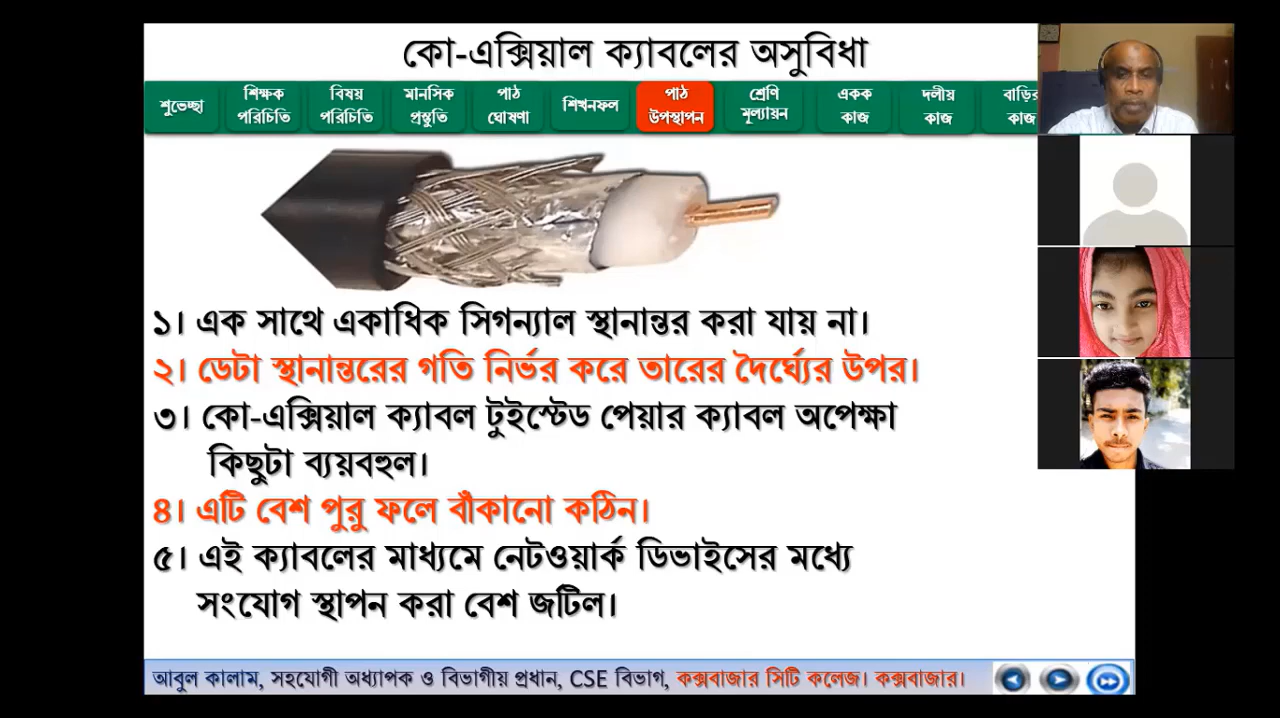 কো-এক্সিয়াল ক্যাবলের অসুবিধা
শুভেচ্ছা
শিক্ষক
পরিচিতি
বিষয়
পরিচিতি
মানসিক
প্রস্তুতি
পাঠ
ঘোষণা
শিখনফল
পাঠ
উপস্থাপন
শ্রেণি
মূল্যায়ন
একক
কাজ
দলীয়
কাজ
বাড়ির
কাজ
১। এক সাথে একাধিক সিগন্যাল স্থানান্তর করা যায় না।
২। ডেটা স্থানান্তরের গতি নির্ভর করে তারের দৈর্ঘ্যের উপর।
৩। কো-এক্সিয়াল ক্যাবল টুইস্টেড পেয়ার ক্যাবল অপেক্ষা
কিছুটা ব্যয়বহুল।
৪। এটি বেশ পুরু ফলে বাঁকানো কঠিন।
৫। এই ক্যাবলের মাধ্যমে নেটওয়ার্ক ডিভাইসের মধ্যে
সংযোগ স্থাপন করা বেশ জটিল।
আবুল কালাম, সহযোগী অধ্যাপক ও বিভাগীয় প্রধান, CSE বিভাগ, কক্সবাজার সিটি কলেজ। কক্সবাজার।